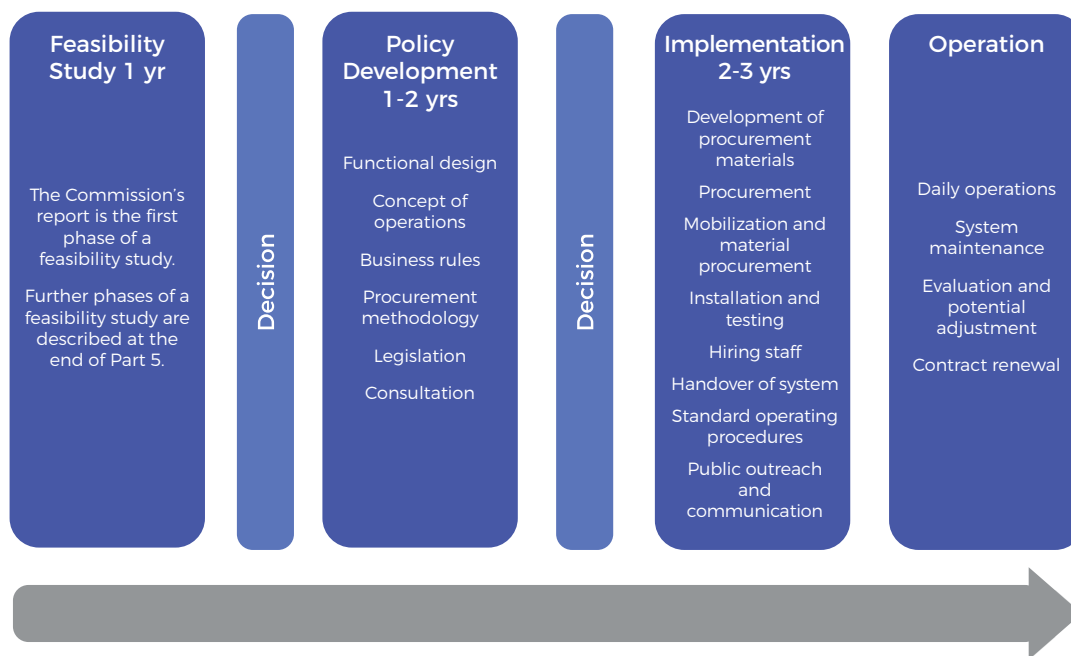 Feasibility
Study 1 yr
The Commission's
report is the first
phase of a
feasibility study.
Further phases of a
feasibility study are
described at the
end of Part 5.
Decision
Policy
Development
1-2 yrs
Functional design
Concept of
operations
Business rules
Procurement
methodology
Legislation
Consultation
Decision
Implementation
2-3 yrs
Development of
procurement
materials
Procurement
Mobilization and
material
procurement
Installation and
testing
Hiring staff
Handover of system
Standard operating
procedures
Public outreach
and
communication
Operation
Daily operations
System
maintenance
Evaluation and
potential
adjustment
Contract renewal